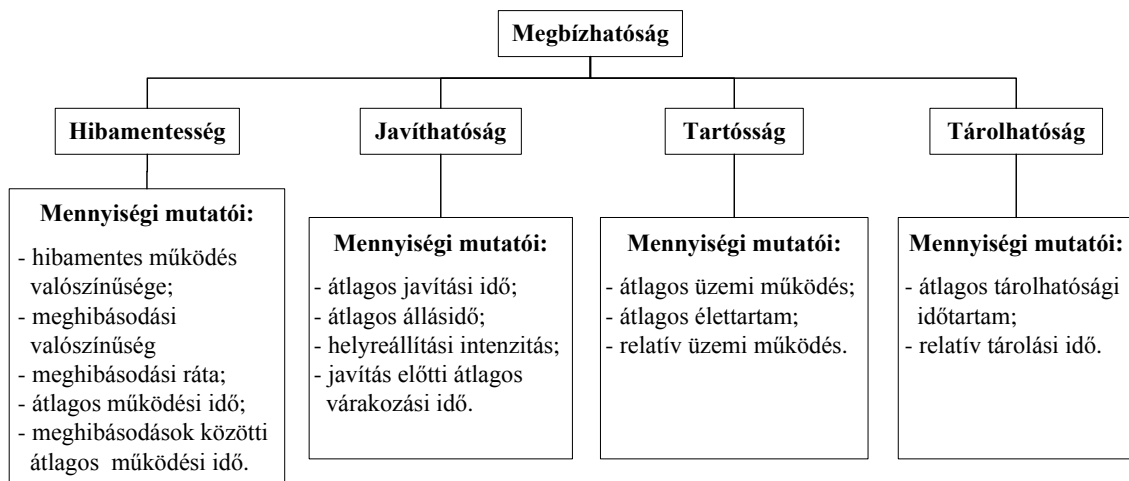 Megbízhatóság
Hibamentesség
Javíthatóság
Tartósság
Tárolhatóság
Mennyiségi mutatói:
- hibamentes működés
valószínűsége;
- meghibásodási
valószínűség
- meghibásodási ráta;
- átlagos működési idő;
- meghibásodások közötti
átlagos működési idő.
Mennyiségi mutatói:
- átlagos javítási idő;
- átlagos állásidő;
- helyreállítási intenzitás;
- javítás előtti átlagos
várakozási idő.
Mennyiségi mutatói:
- átlagos üzemi működés;
- átlagos élettartam;
- relatív üzemi működés.
Mennyiségi mutatói:
- átlagos tárolhatósági
időtartam;
- relatív tárolási idő.